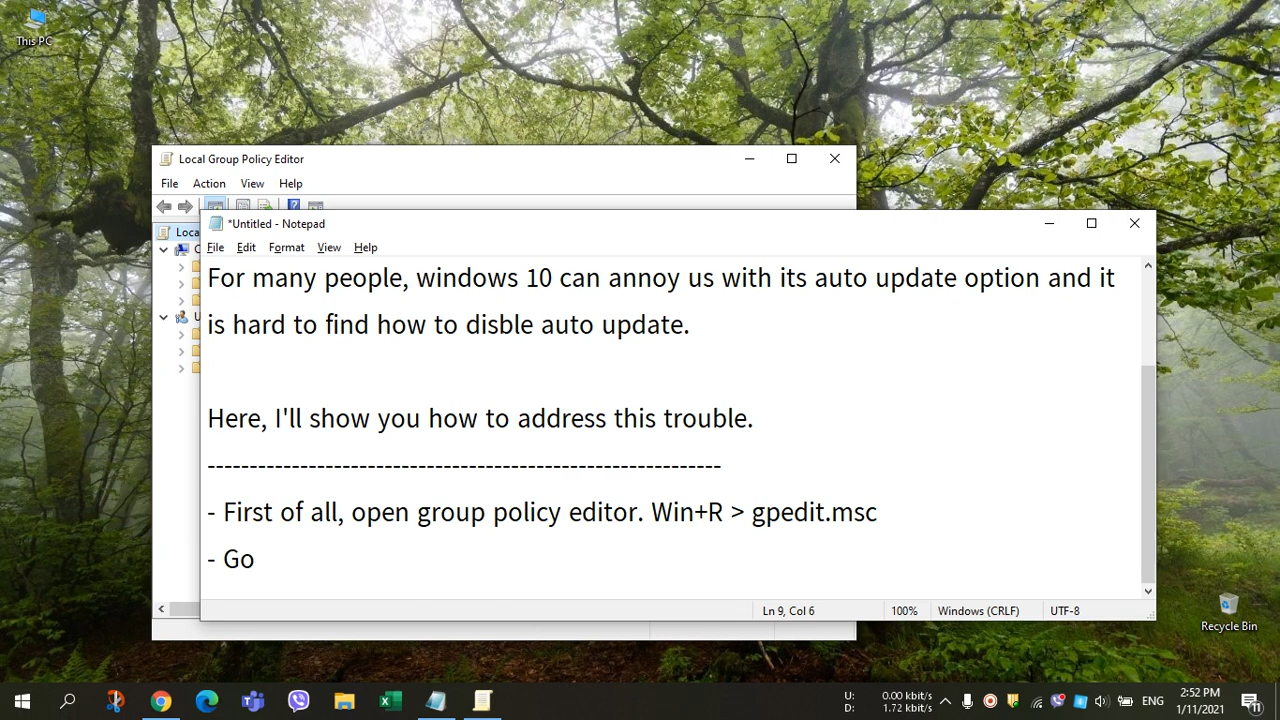 This PC
Local Group Policy Editor
File Action View Help
Loca
*Untitled - Notepad
File Edit Format View Help
For many people, windows 10 can annoy us with its auto update option and it
is hard to find how to disble auto update.
Here, I'll show you how to address this trouble.
-------------------------------------------------------------
- First of all, open group policy editor. Win+R > gpedit.msc
- Go
Ln 9, Col 6 100% Windows (CRLF) UTF-8
Recycle Bin
U: 0.00 kbit/s
D: 1.72 kbit/s
ENG
2:52 PM
1/11/2021
11